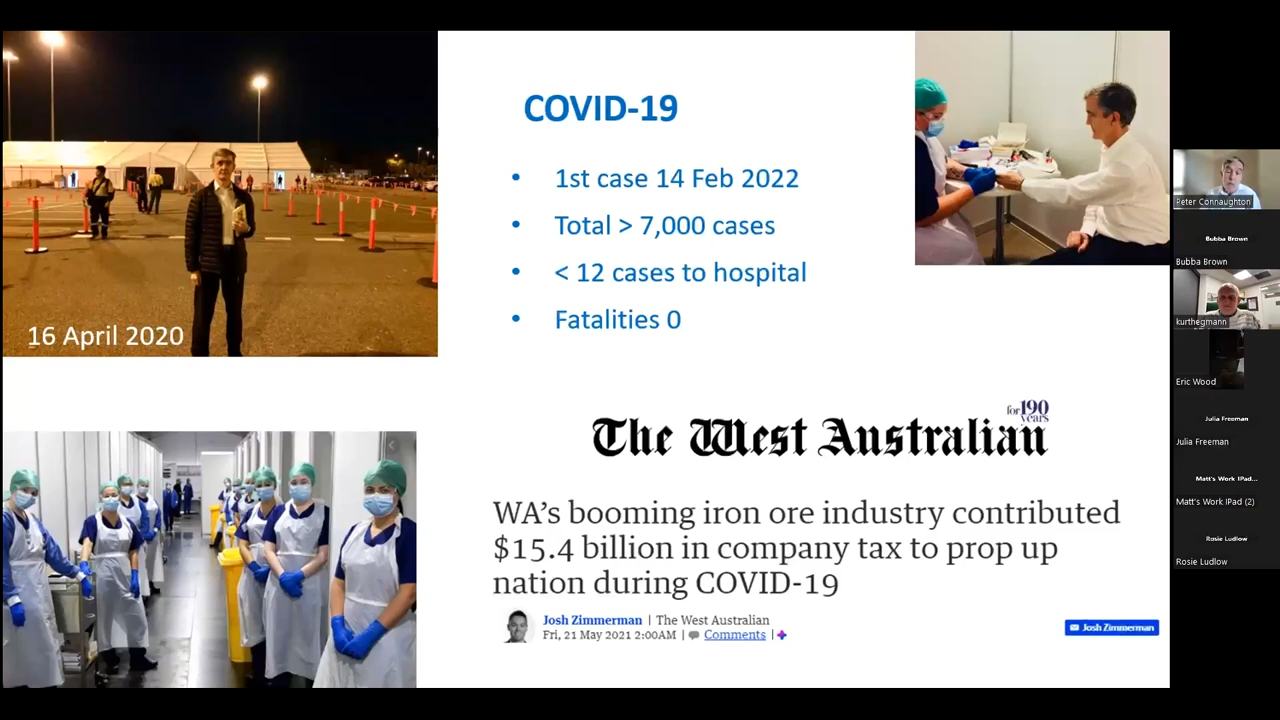 16 April 2020
COVID-19
• 1st case 14 Feb 2022
• Total > 7,000 cases
• < 12 cases to hospital
• Fatalities 0
for 190 years
The West Australian
WA's booming iron ore industry contributed
$15.4 billion in company tax to prop up
nation during COVID-19
Josh Zimmerman | The West Australian
Fri, 21 May 2021 2:00AM | Comments |
Josh Zimmerman
Peter Connaughton
Bubba Brown
Bubba Brown
kurthegmann
Eric Wood
Julia Freeman
Julia Freeman
Matt's Work IPad...
Matt's Work IPad (2)
Rosie Ludlow
Rosie Ludlow